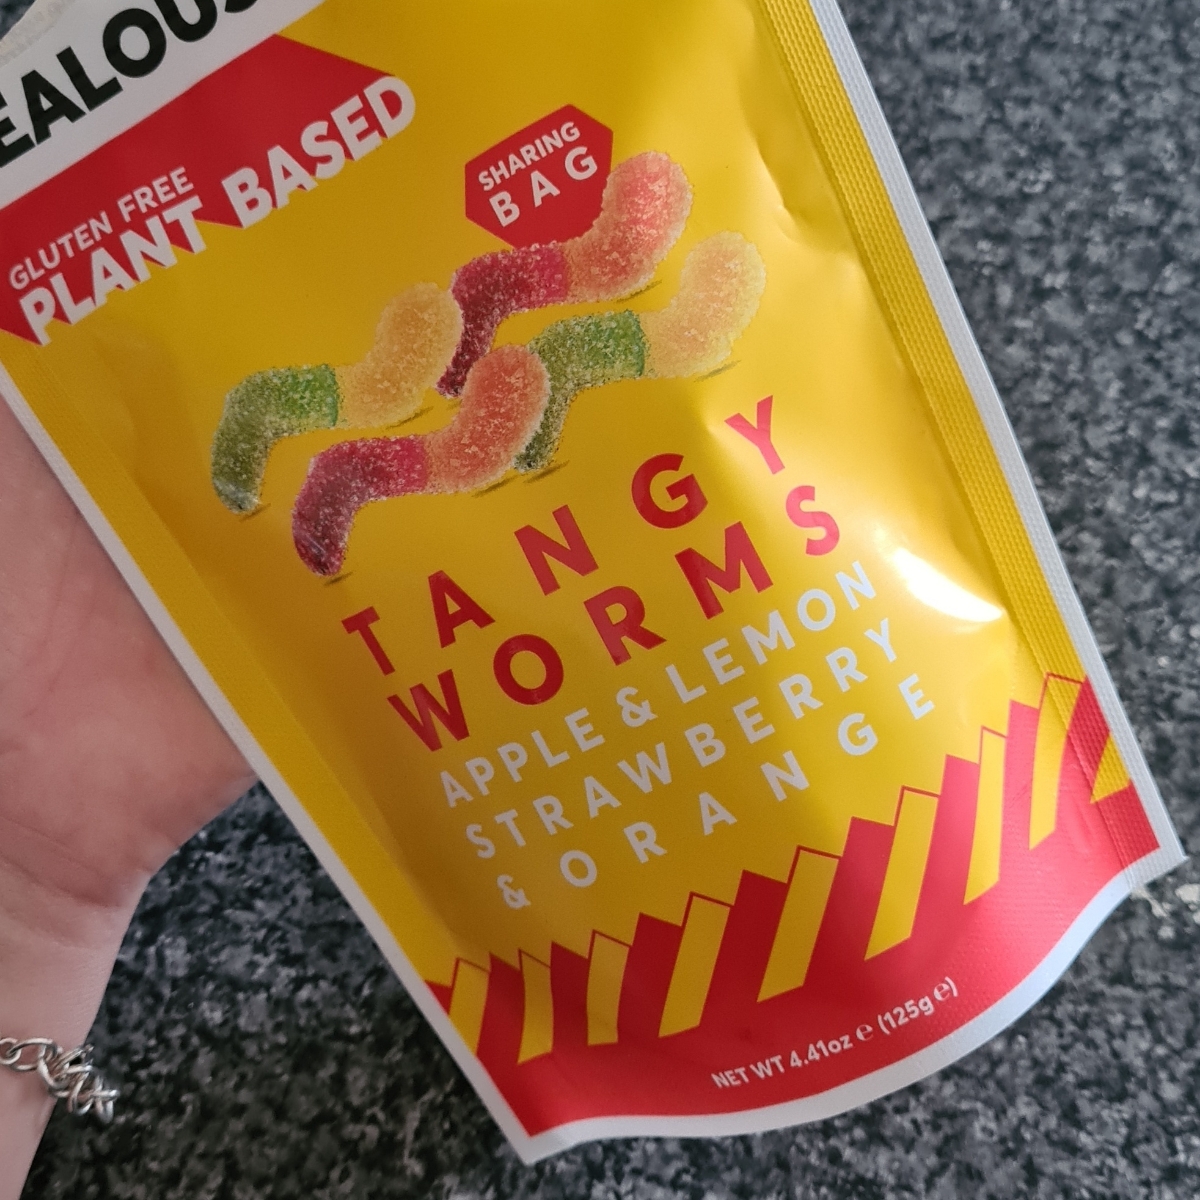 EALOUS
GLUTEN FREE
PLANT BASED
SHARING
BAG
TANGY
WORMS
APPLE & LEMON
STRAWBERRY
& ORANGE
NET WT 4.41oz ℮ (125g ℮)